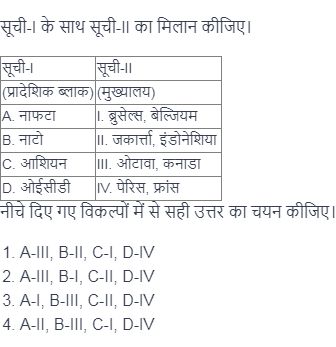 सूची-I के साथ सूची-II का मिलान कीजिए।
सूची-I सूची-II
(प्रादेशिक ब्लाक) (मुख्यालय)
A. नाफटा I. ब्रुसेल्स, बेल्जियम
B. नाटो II. जकार्त्ता, इंडोनेशिया
C. आशियन III. ओटावा, कनाडा
D. ओईसीडी IV. पेरिस, फ्रांस
नीचे दिए गए विकल्पों में से सही उत्तर का चयन कीजिए।
1. A-III, B-II, C-I, D-IV
2. A-III, B-I, C-II, D-IV
3. A-I, B-III, C-II, D-IV
4. A-II, B-III, C-I, D-IV